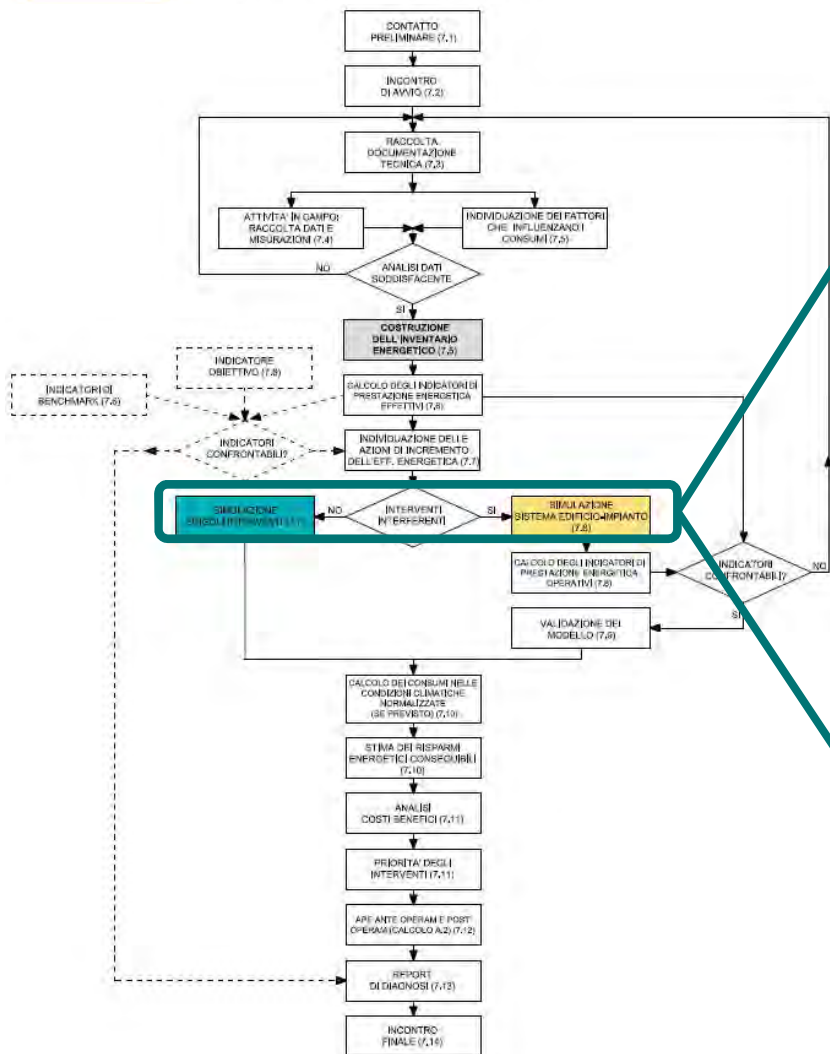 CONTATTO
PRELIMINARE (7.1)
INCONTRO
DI AVVIO (7.2)
RACCOLTA
DOCUMENTAZIONE
TECNICA (7.3)
ATTIVITA' IN CAMPO:
RACCOLTA DATI E
MISURAZIONI (7.4)
INDIVIDUAZIONE DEI FATTORI
CHE INFLUENZANO I
CONSUMI (7.5)
NO
ANALISI DATI
SODDISFACENTE
SI
COSTRUZIONE
DELL'INVENTARIO
ENERGETICO (7.5)
INDICATORE
OBIETTIVO (7.8)
INDICATORI DI
BENCHMARK (7.6)
CALCOLO DEGLI INDICATORI DI
PRESTAZIONE ENERGETICA
EFFETTIVI (7.6)
INDICATORI
CONFRONTABILI?
INDIVIDUAZIONE DELLE
AZIONI DI INCREMENTO
DELL'EFF. ENERGETICA (7.7)
SIMULAZIONE
SINGOLI INTERVENTI
NO
INTERVENTI
INTERFERENTI
SI
SIMULAZIONE
SISTEMA EDIFICIO-IMPIANTO
(7.8)
CALCOLO DEGLI INDICATORI DI
PRESTAZIONE ENERGETICA
OPERATIVI (7.8)
INDICATORI
CONFRONTABILI?
NO
SI
VALIDAZIONE DEL
MODELLO (7.9)
CALCOLO DEI CONSUMI NELLE
CONDIZIONI CLIMATICHE
NORMALIZZATE
(SE PREVISTO) (7.10)
STIMA DEI RISPARMI
ENERGETICI CONSEGUIBILI
(7.10)
ANALISI
COSTI BENEFICI (7.11)
PRIORITA' DEGLI
INTERVENTI (7.11)
APE ANTE OPERAM E POST
OPERAM (CALCOLO A.2) (7.12)
REPORT
DI DIAGNOSI (7.13)
INCONTRO
FINALE (7.14)